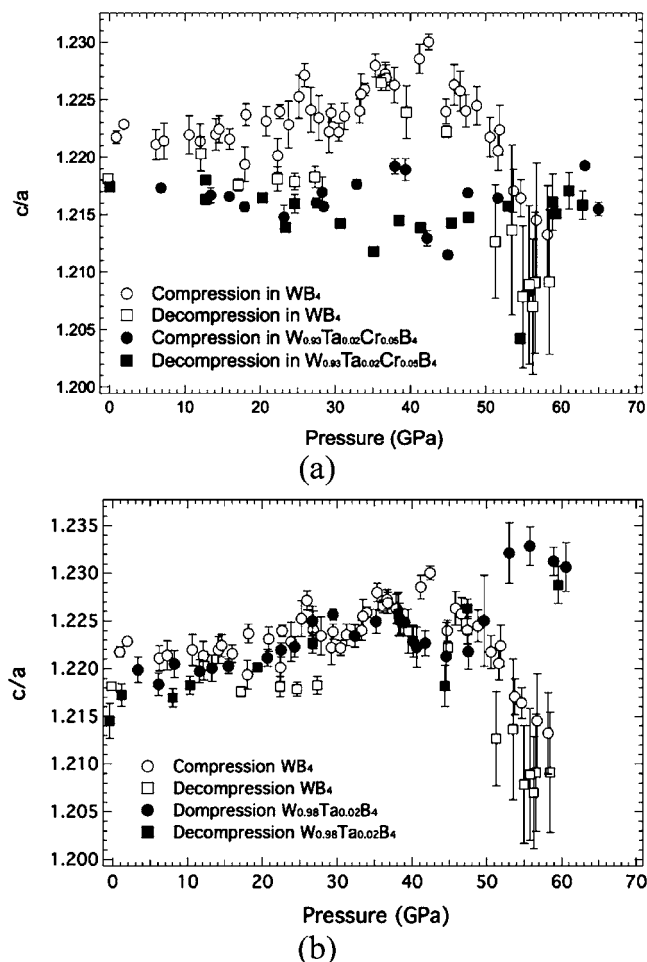 1.230
1.225
1.220
1.215
1.210
1.205
1.200
c/a
Compression in WB₄
Decompression in WB₄
Compression in W₀.₉₃Ta₀.₀₂Cr₀.₀₅B₄
Decompression in W₀.₉₃Ta₀.₀₂Cr₀.₀₅B₄
0 10 20 30 40 50 60 70
Pressure (GPa)
(a)
1.235
1.230
1.225
1.220
1.215
1.210
1.205
1.200
c/a
Compression WB₄
Decompression WB₄
Dompression W₀.₉₈Ta₀.₀₂B₄
Decompression W₀.₉₈Ta₀.₀₂B₄
0 10 20 30 40 50 60 70
Pressure (GPa)
(b)